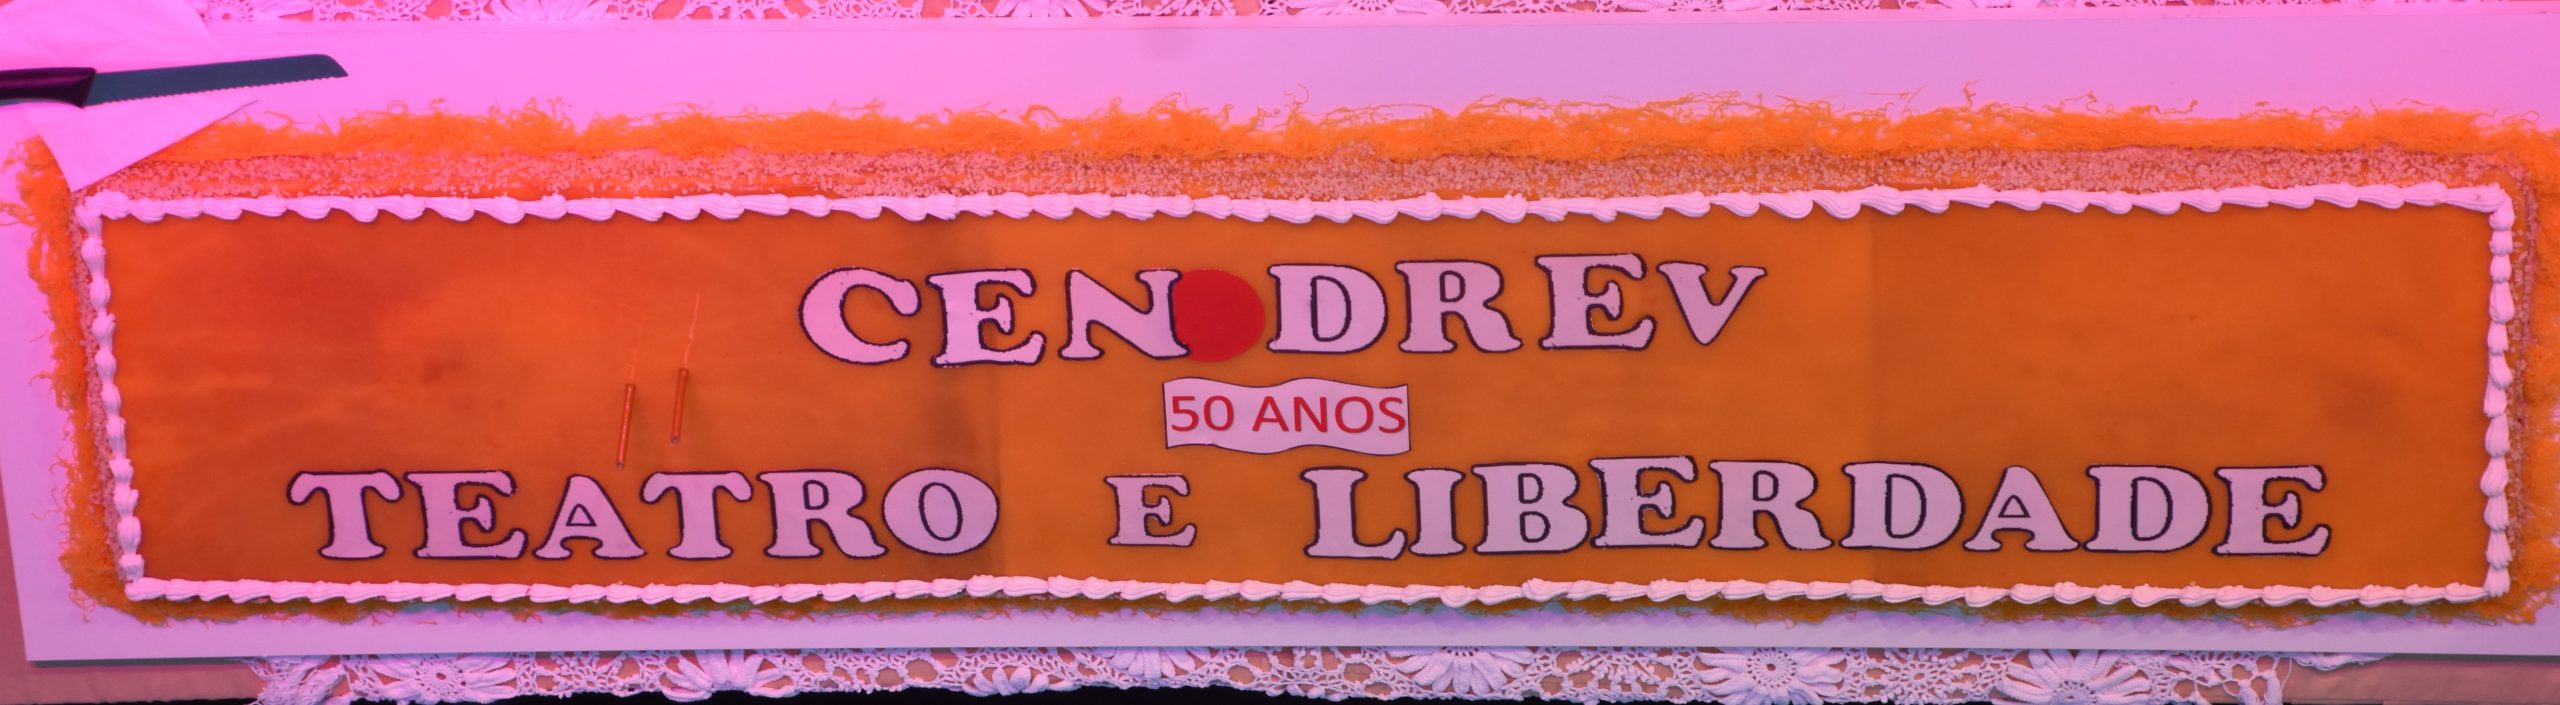 CEN DREV
50 ANOS
TEATRO E LIBERDADE